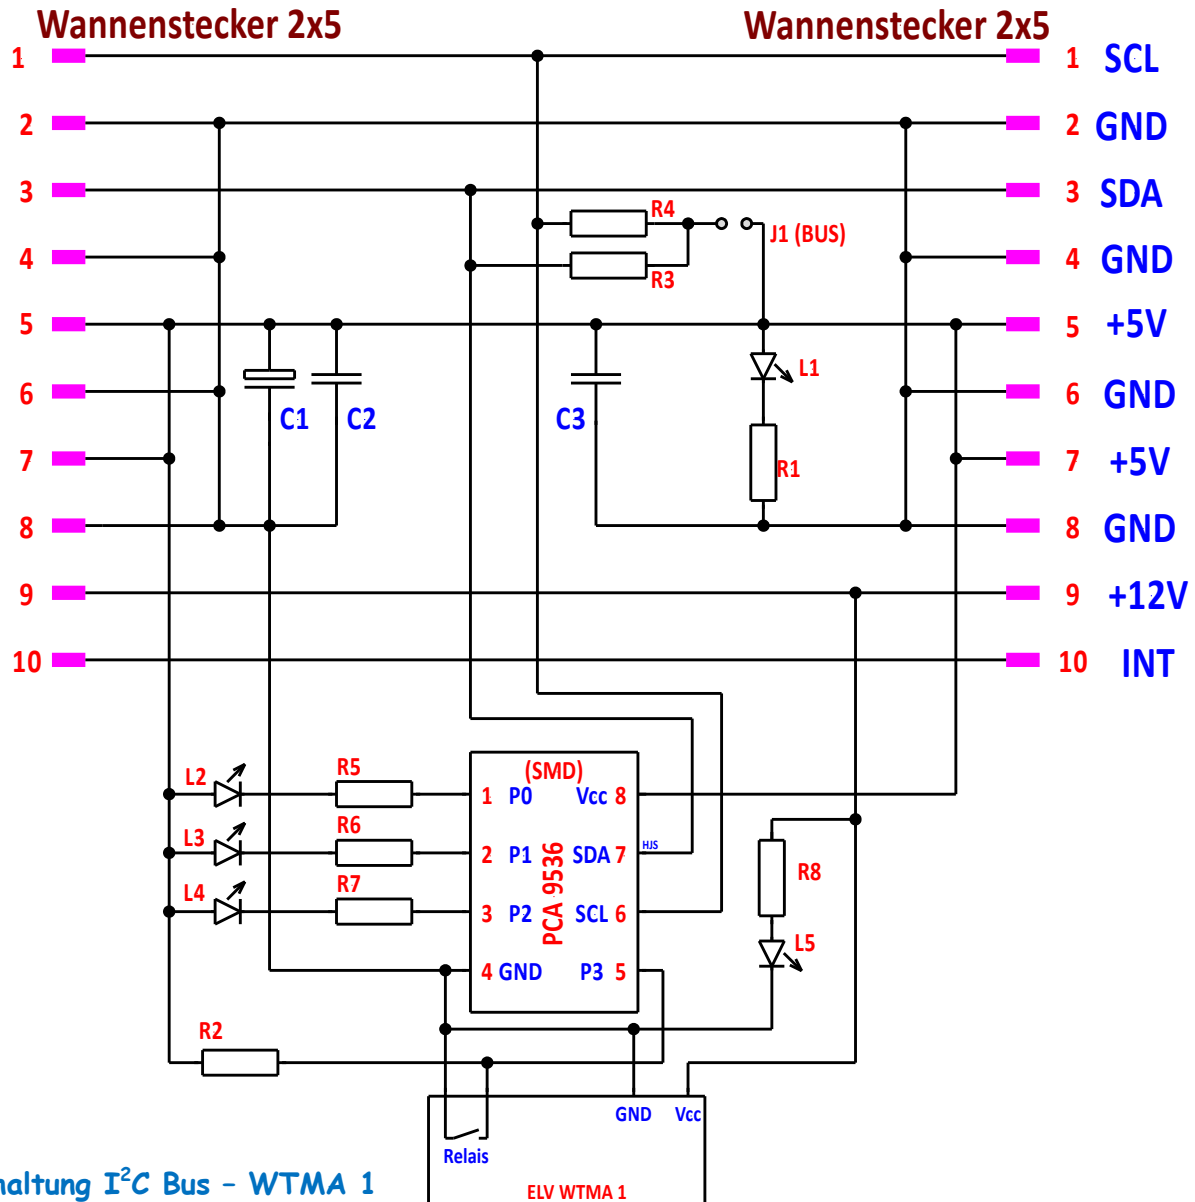 Wannenstecker 2x5 Wannenstecker 2x5
1 1 SCL
2 2 GND
3 3 SDA
R4
J1 (BUS)
4 4 GND
R3
5 5 +5V
L1
6 6 GND
C1 C2 C3
7 R1 7 +5V
8 8 GND
9 9 +12V
10 10 INT
(SMD)
L2 R5 1 P0 Vcc 8
L3 R6 2 P1 SDA 7 HJS
PCA 9536
R8
L4 R7 3 P2 SCL 6
L5
4 GND P3 5
R2
GND Vcc
Relais
haltung I²C Bus – WTMA 1
ELV WTMA 1